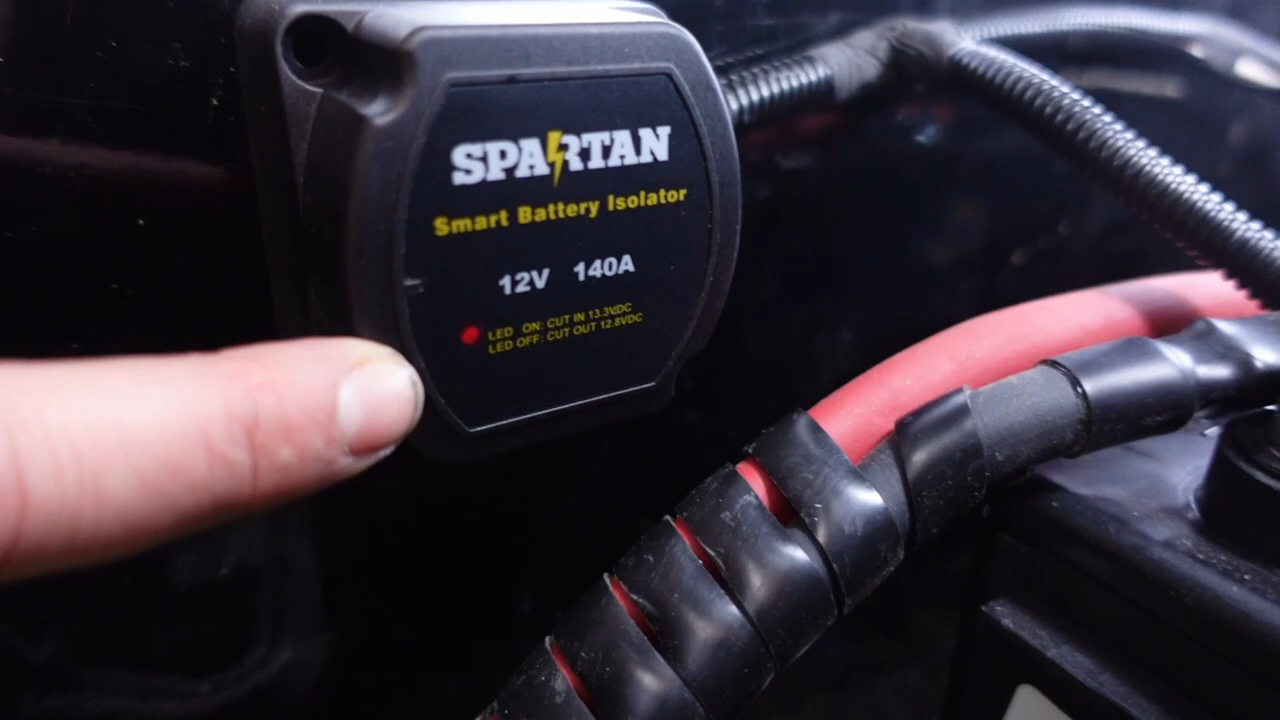 SPARTAN
Smart Battery Isolator
12V 140A
LED ON: CUT IN 13.3VDC
LED OFF: CUT OUT 12.8VDC